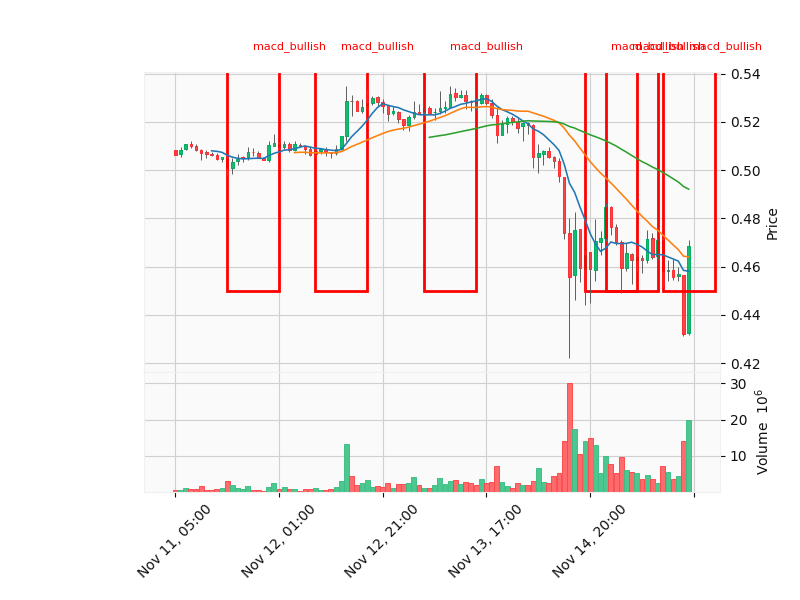 macd_bullish macd_bullish macd_bullish macd_bullish macd_bullish macd_bullish
0.54
0.52
0.50
0.48
0.46
0.44
0.42
Price
30
20
10
Volume 10⁶
Nov 11, 05:00 Nov 12, 01:00 Nov 12, 21:00 Nov 13, 17:00 Nov 14, 20:00